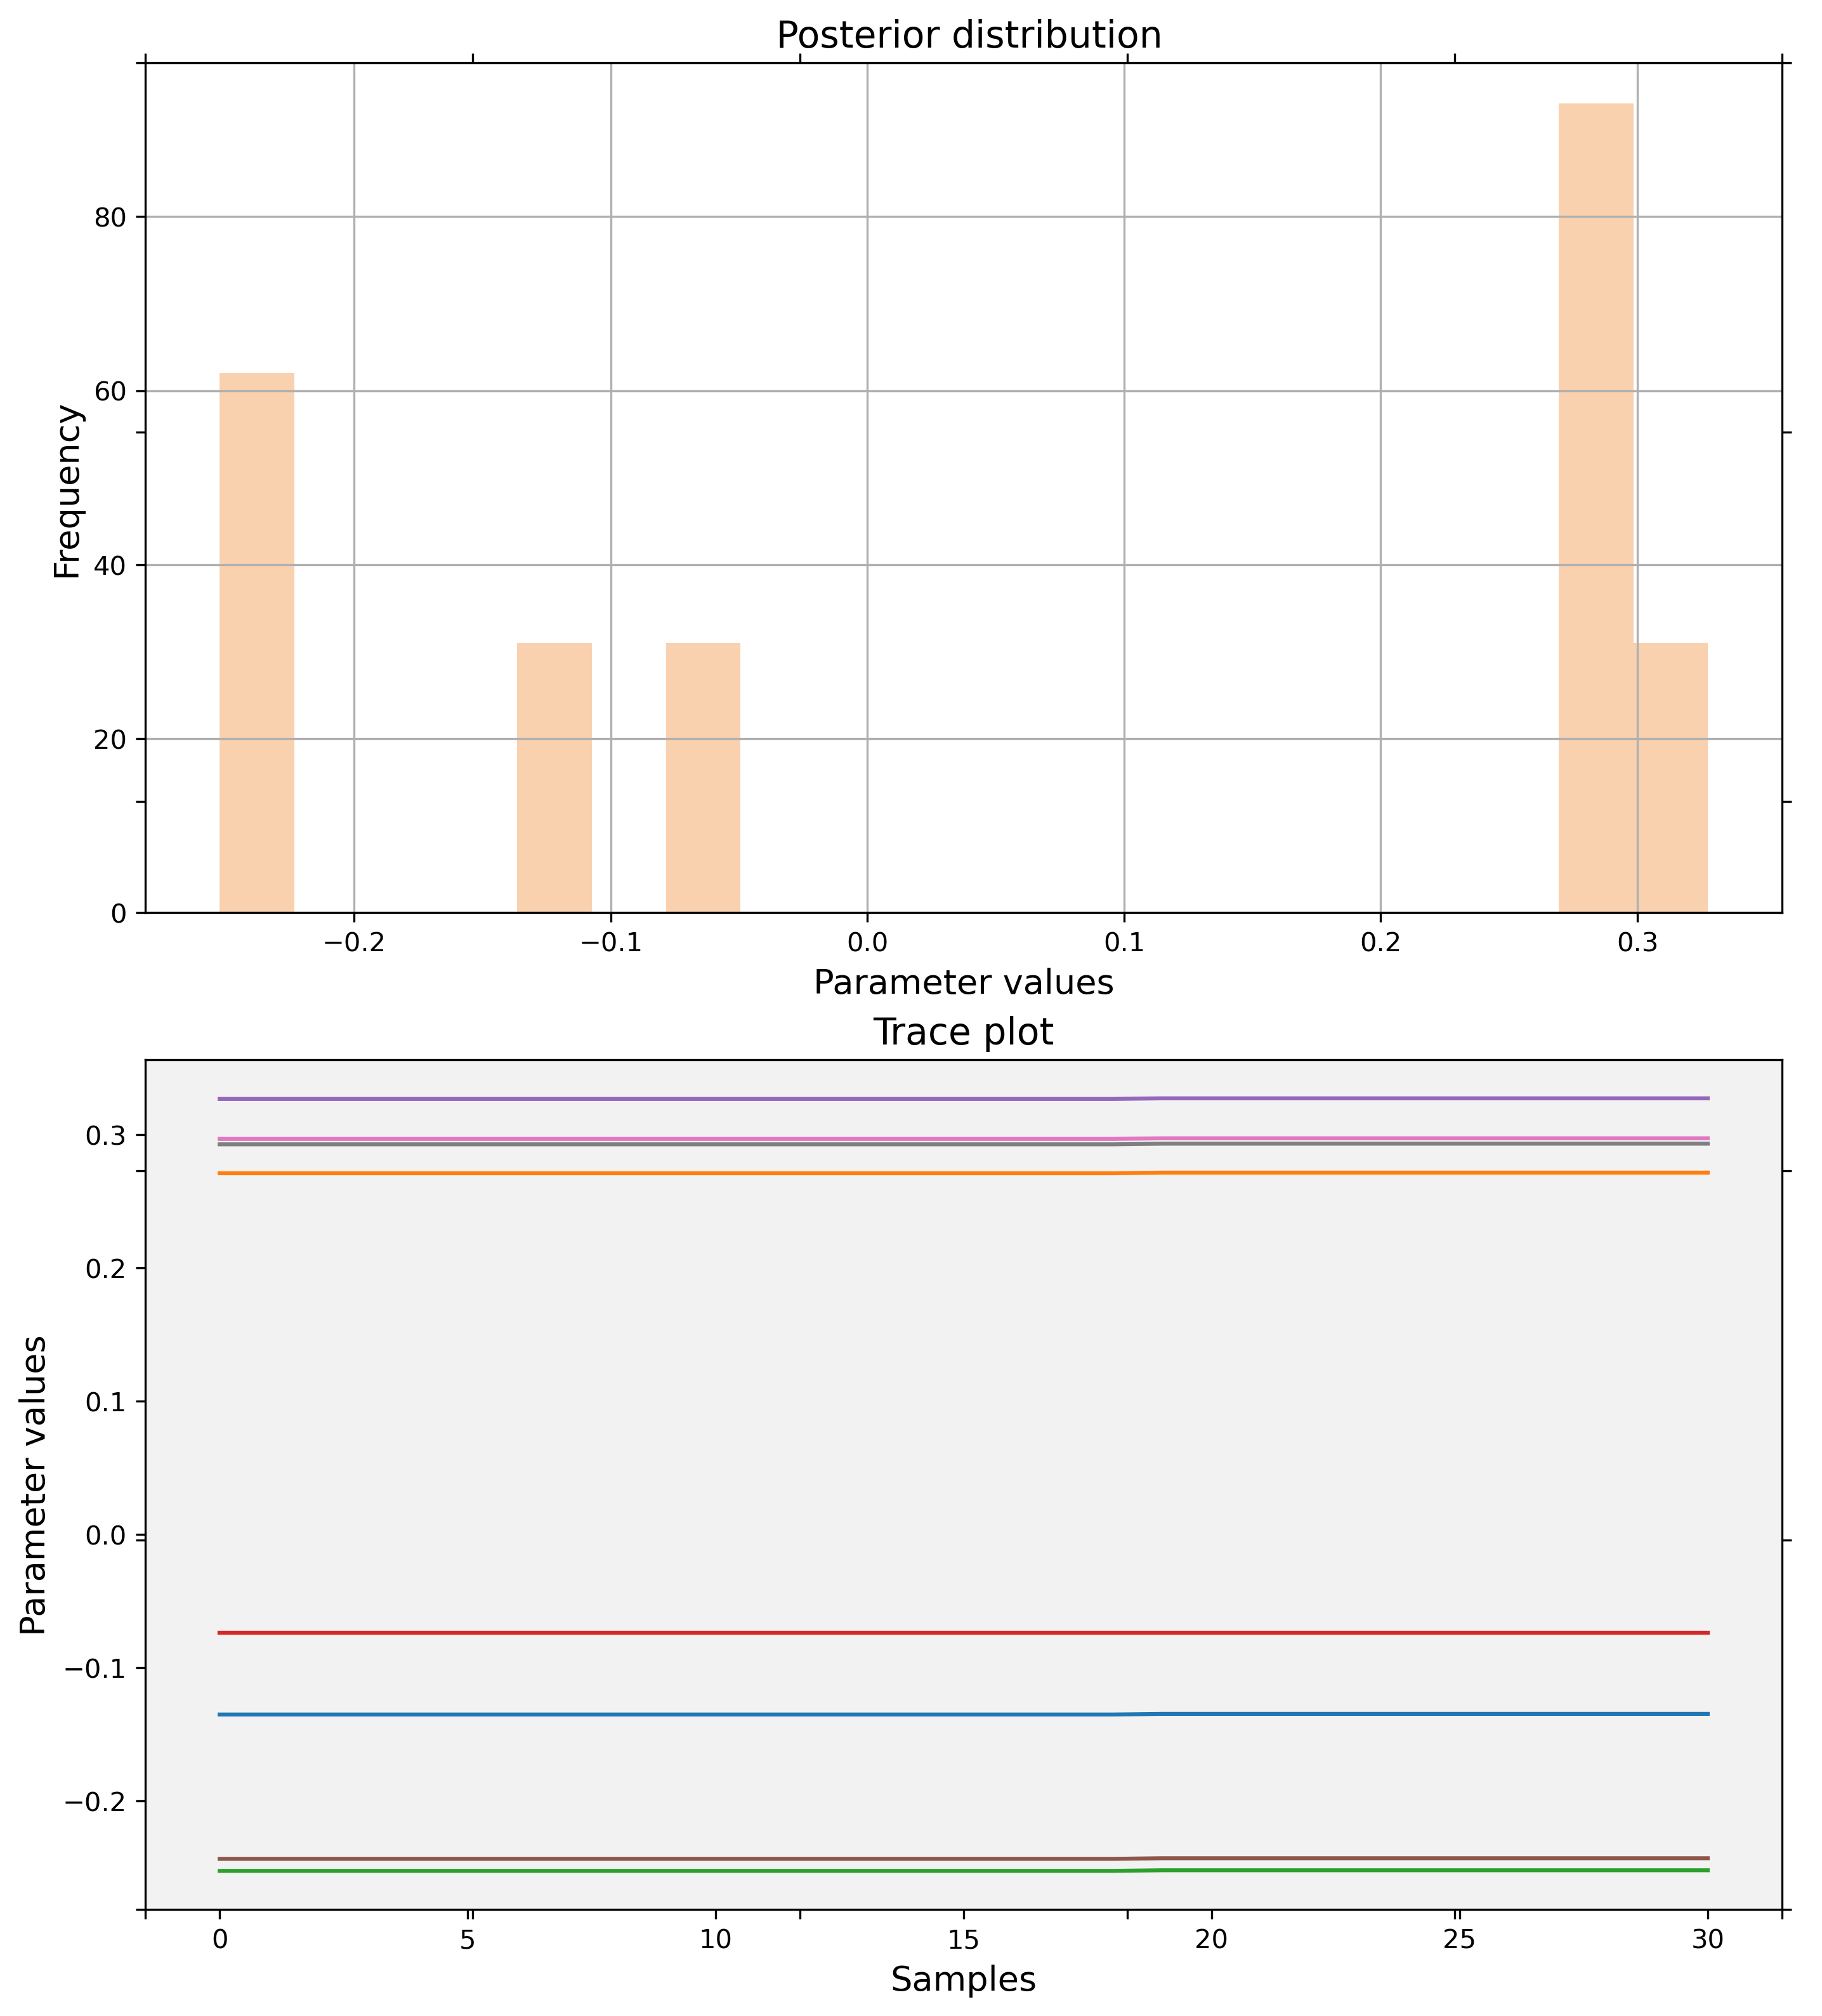 Posterior distribution
80
60
40
20
0
Frequency
−0.2 −0.1 0.0 0.1 0.2 0.3
Parameter values
Trace plot
0.3
0.2
0.1
0.0
−0.1
−0.2
Parameter values
0 5 10 15 20 25 30
Samples